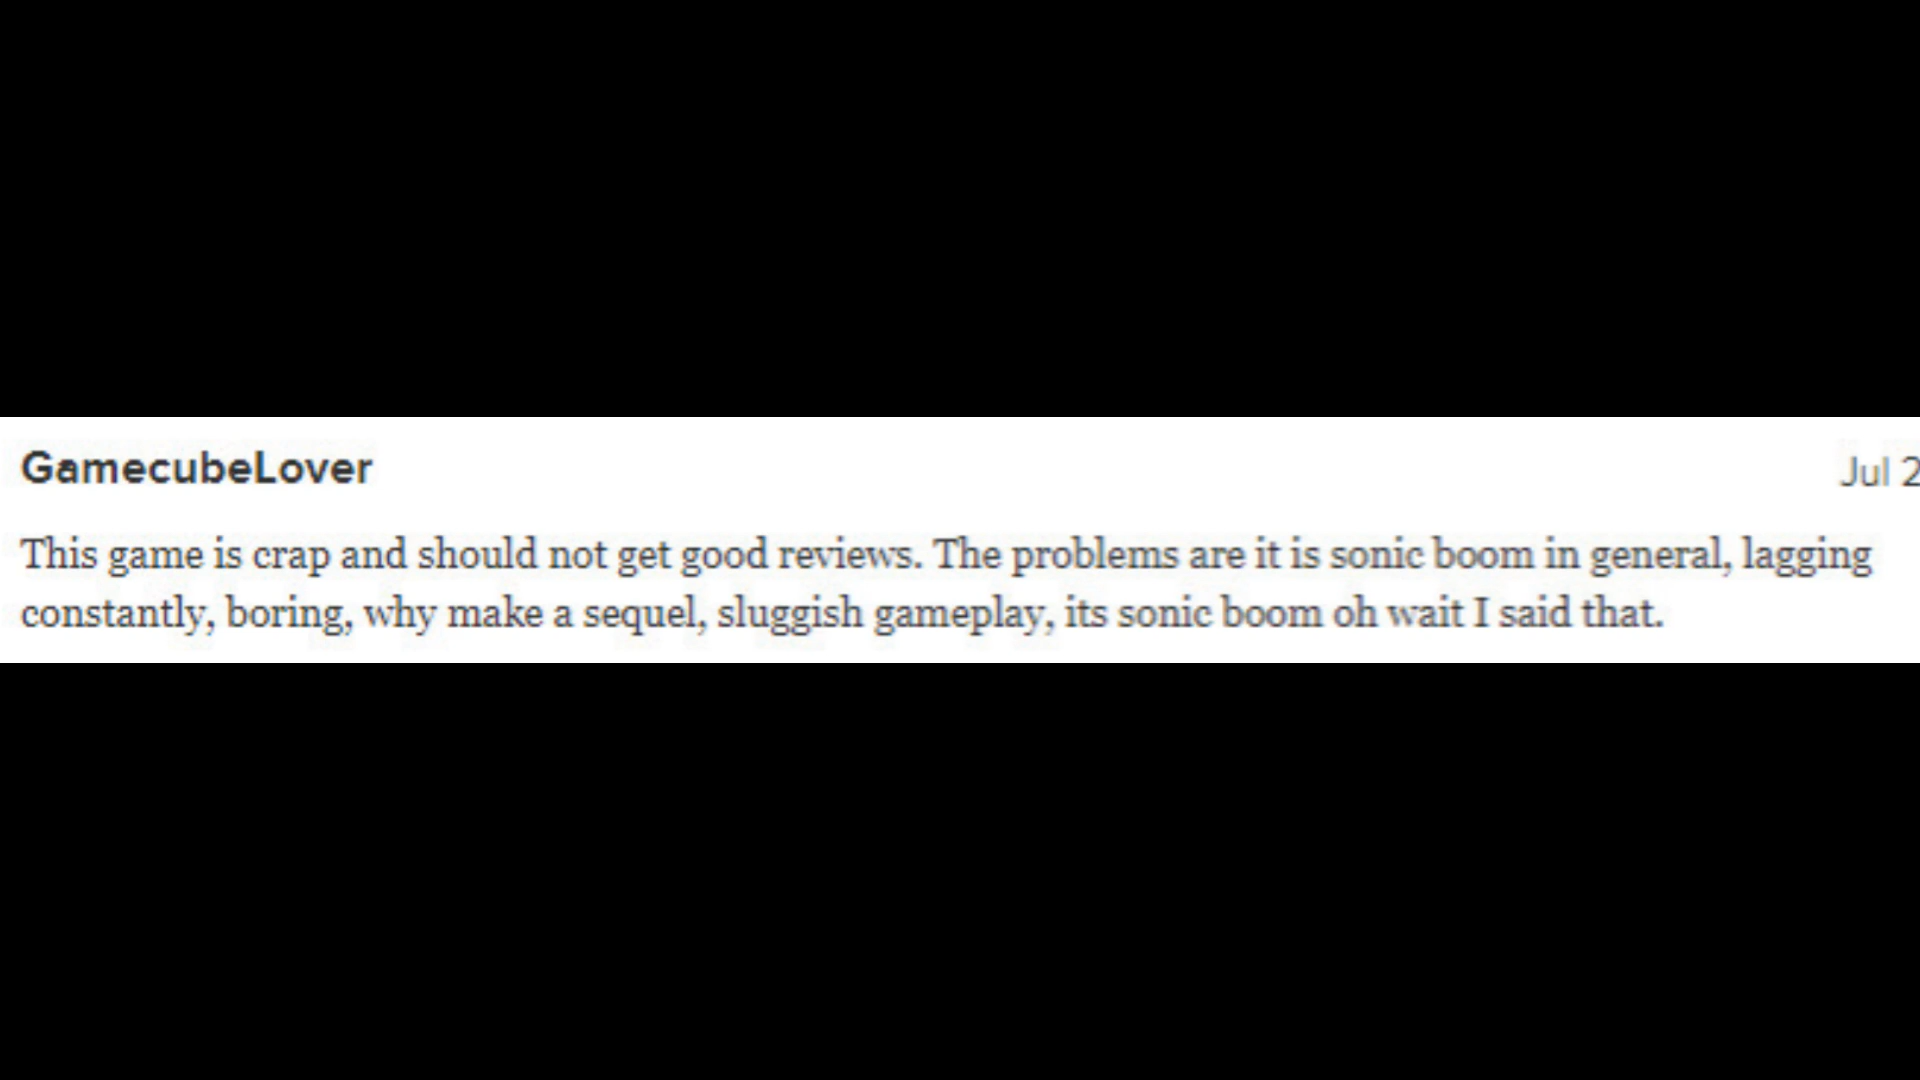 GamecubeLover
Jul 2
This game is crap and should not get good reviews. The problems are it is sonic boom in general, lagging
constantly, boring, why make a sequel, sluggish gameplay, its sonic boom oh wait I said that.